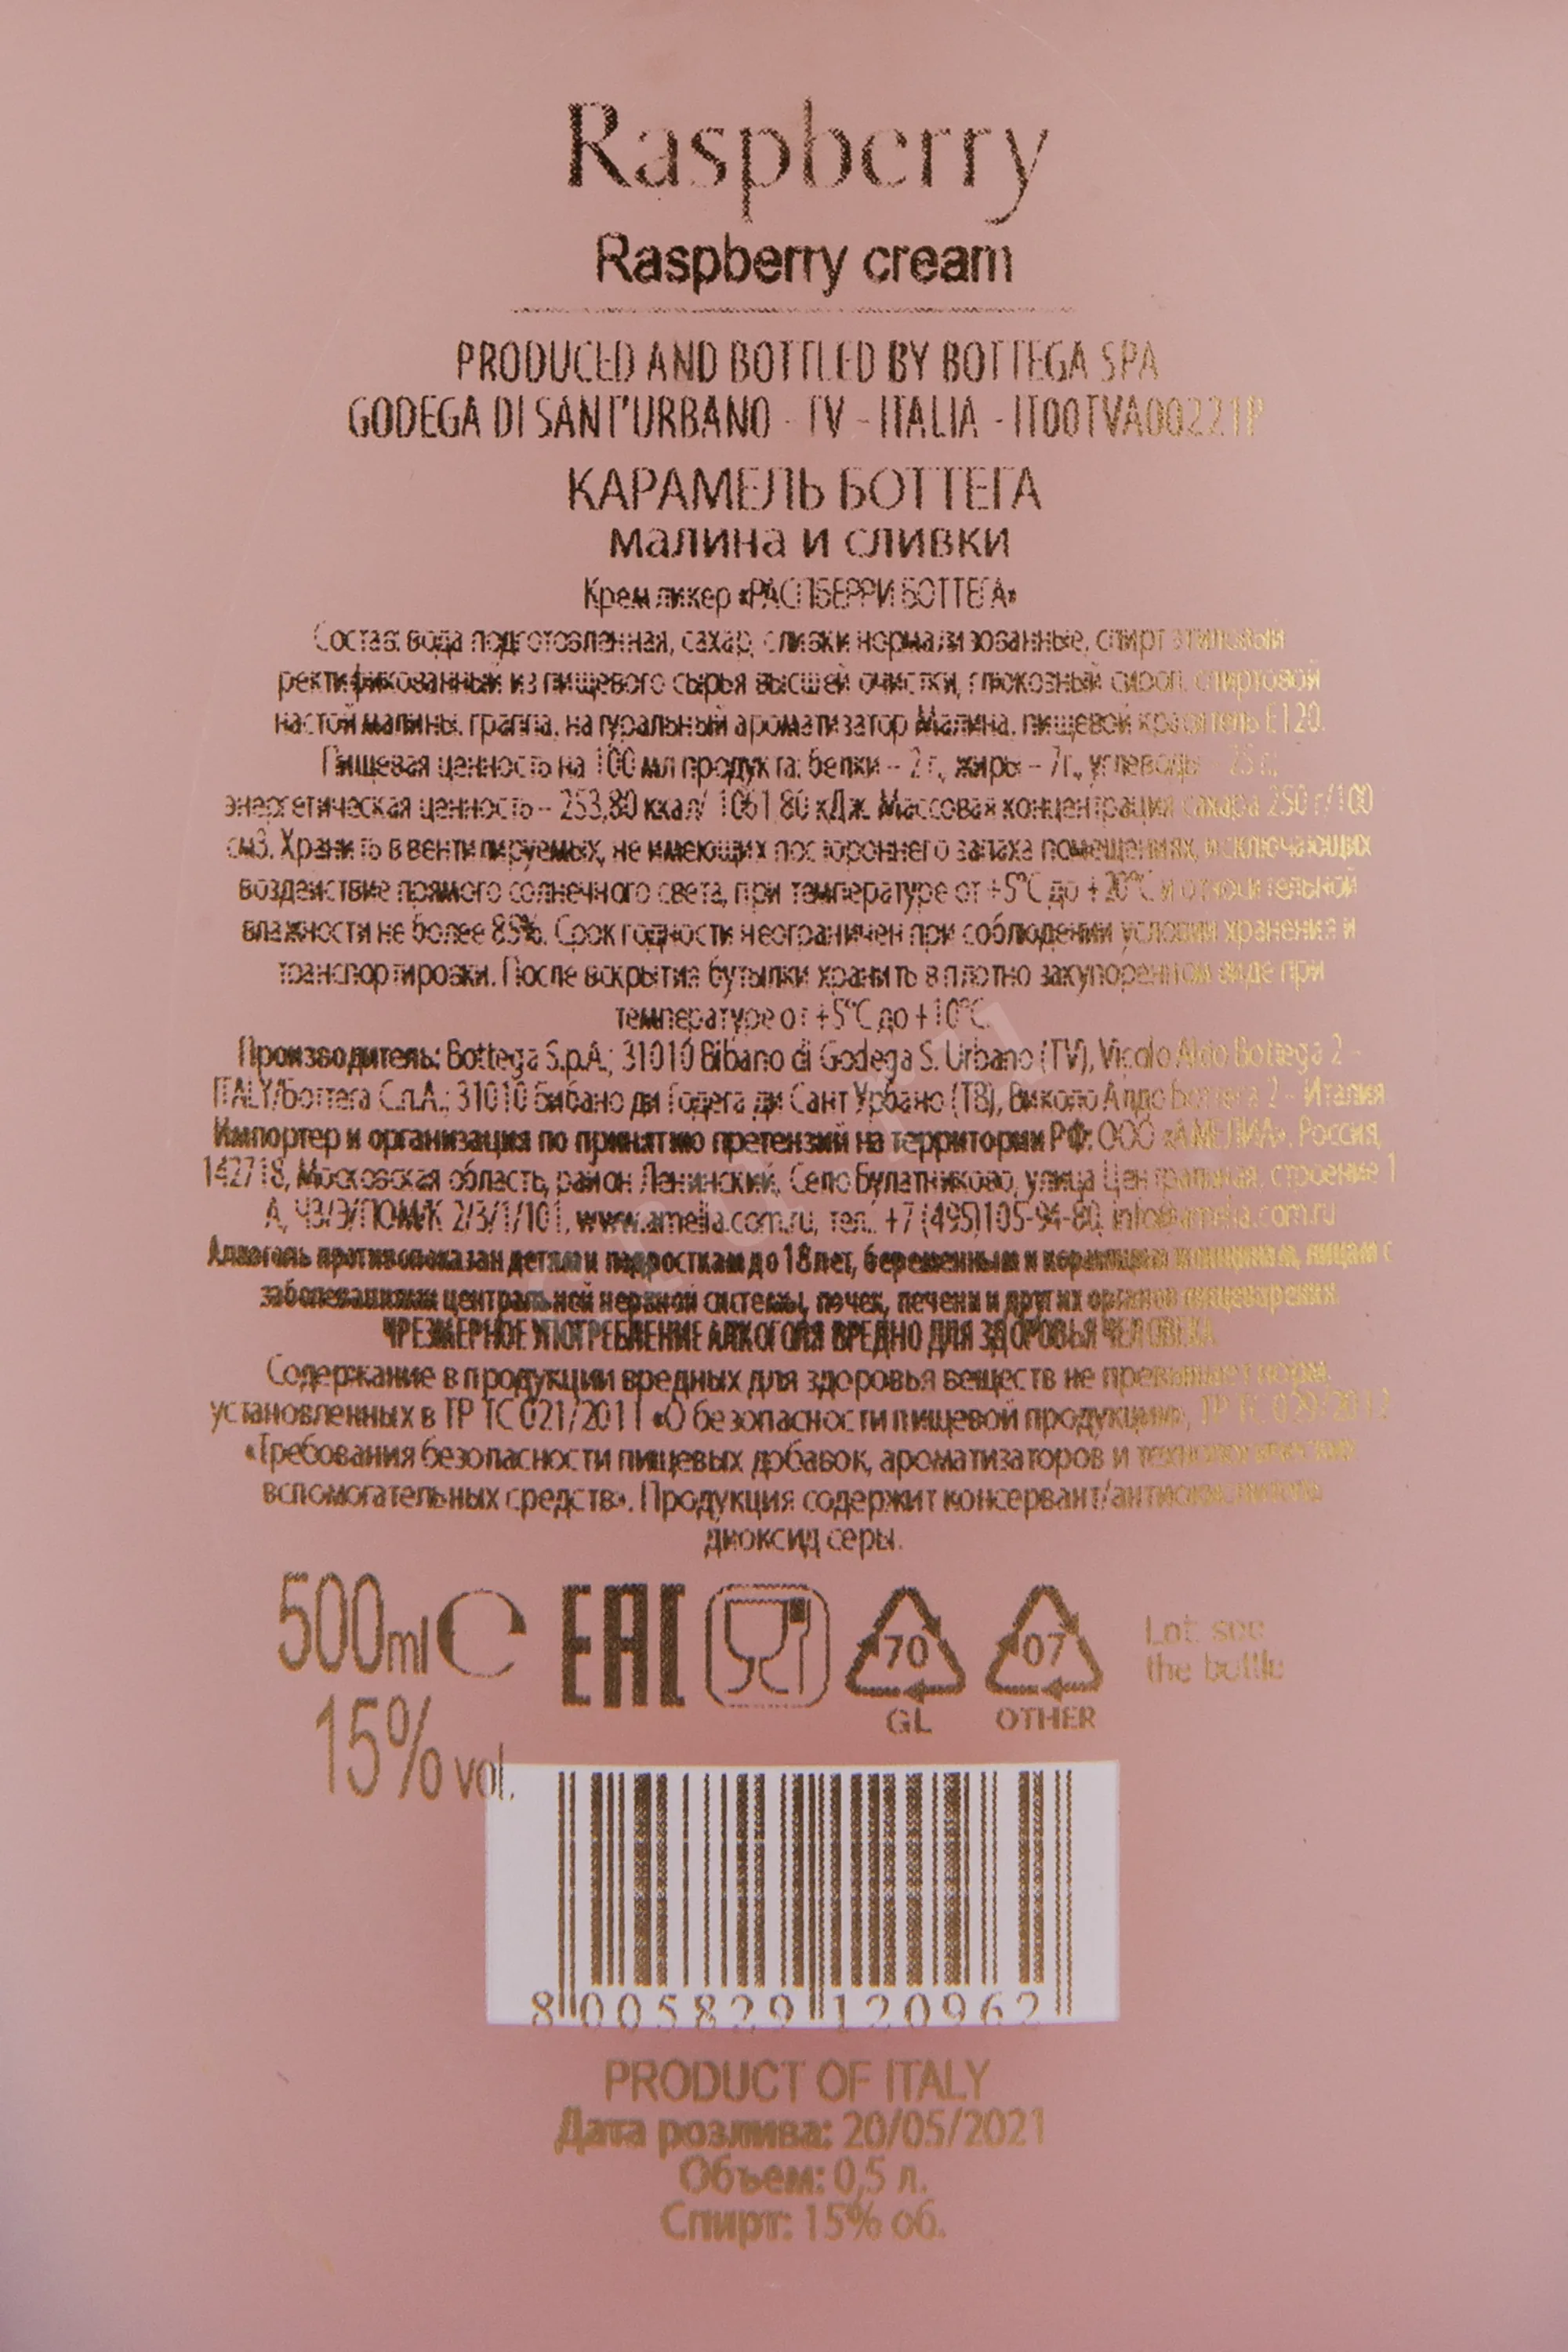 Raspberry
Raspberry cream
PRODUCED AND BOTTLED BY BOTTEGA SPA
GODEGA DI SANT'URBANO - TV - ITALIA - IT00TVA00221P
КАРАМЕЛЬ БОТТЕГА
малина и сливки
Крем ликер «РАСПБЕРРИ БОТТЕГА»
Состав: вода подготовленная, сахар, сливки нормализованные, спирт этиловый
ректификованный из пищевого сырья высшей очистки, глюкозный сироп, спиртовой
настой малины, граппа, натуральный ароматизатор Малина, пищевой краситель Е120.
Пищевая ценность на 100 мл продукта: белки – 2 г., жиры – 7г., углеводы – 25 г.;
энергетическая ценность – 253,80 ккал/ 1061,80 кДж. Массовая концентрация сахара 250 г/100
см3. Хранить в вентилируемых, не имеющих постороннего запаха помещениях, исключающих
воздействие прямого солнечного света, при температуре от +5°С до +20°С и относительной
влажности не более 85%. Срок годности неограничен при соблюдении условий хранения и
транспортировки. После вскрытия бутылки хранить в плотно закупоренном виде при
температуре от +5°С до +10°С.
Производитель: Bottega S.p.A.; 31010 Bibano di Godega S. Urbano (TV), Vicolo Aldo Bottega 2 -
ITALY/Боттега С.п.А.; 31010 Бибано ди Годега ди Сант Урбано (ТВ), Виколо Алдо Боттега 2 - Италия
Импортер и организация по принятию претензий на территории РФ: ООО «АМЕЛИА», Россия,
142718, Московская область, район Ленинский, Село Булатниково, улица Центральная, строение 1
А, ЧЗ/Э/ПОМ/К 2/3/1/101, www.amelia.com.ru, тел.: +7 (495)105-94-80, info@amelia.com.ru
Алкоголь противопоказан детям и подросткам до 18 лет, беременным и кормящим женщинам, лицам с
заболеваниями центральной нервной системы, почек, печени и других органов пищеварения.
ЧРЕЗМЕРНОЕ УПОТРЕБЛЕНИЕ АЛКОГОЛЯ ВРЕДНО ДЛЯ ЗДОРОВЬЯ ЧЕЛОВЕКА.
Содержание в продукции вредных для здоровья веществ не превышает норм,
установленных в ТР ТС 021/2011 «О безопасности пищевой продукции», ТР ТС 029/2012
«Требования безопасности пищевых добавок, ароматизаторов и технологических
вспомогательных средств». Продукция содержит консервант/антиокислитель
диоксид серы.
500ml e EAC 70 07
GL OTHER
Lot: see
the bottle
15% vol.
8 005829 120962
PRODUCT OF ITALY
Дата розлива: 20/05/2021
Объем: 0,5 л.
Спирт: 15% об.